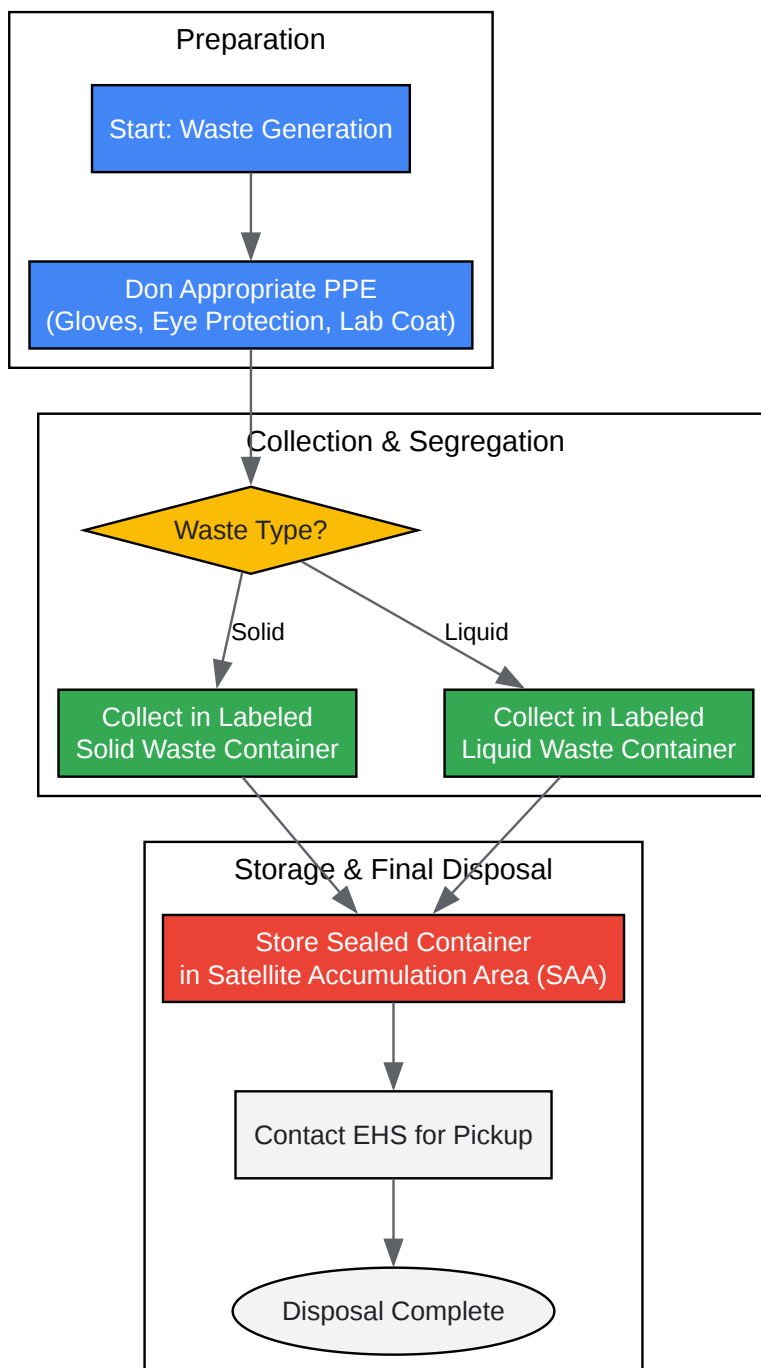 Preparation
Start: Waste Generation
Don Appropriate PPE
(Gloves, Eye Protection, Lab Coat)
Collection & Segregation
Waste Type?
Solid
Liquid
Collect in Labeled
Solid Waste Container
Collect in Labeled
Liquid Waste Container
Storage & Final Disposal
Store Sealed Container
in Satellite Accumulation Area (SAA)
Contact EHS for Pickup
Disposal Complete